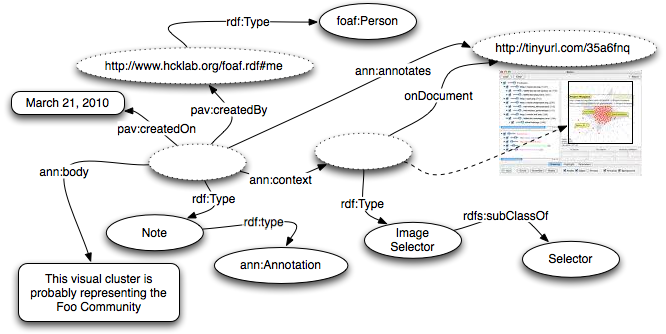 rdf:Type
foaf:Person
http://www.hcklab.org/foaf.rdf#me
http://tinyurl.com/35a6fnq
ann:annotates
onDocument
March 21, 2010
pav:createdBy
pav:createdOn
ann:body
ann:context
rdf:Type
rdf:Type
Note
rdf:type
Image
Selector
rdfs:subClassOf
ann:Annotation
Selector
This visual cluster is
probably representing the
Foo Community